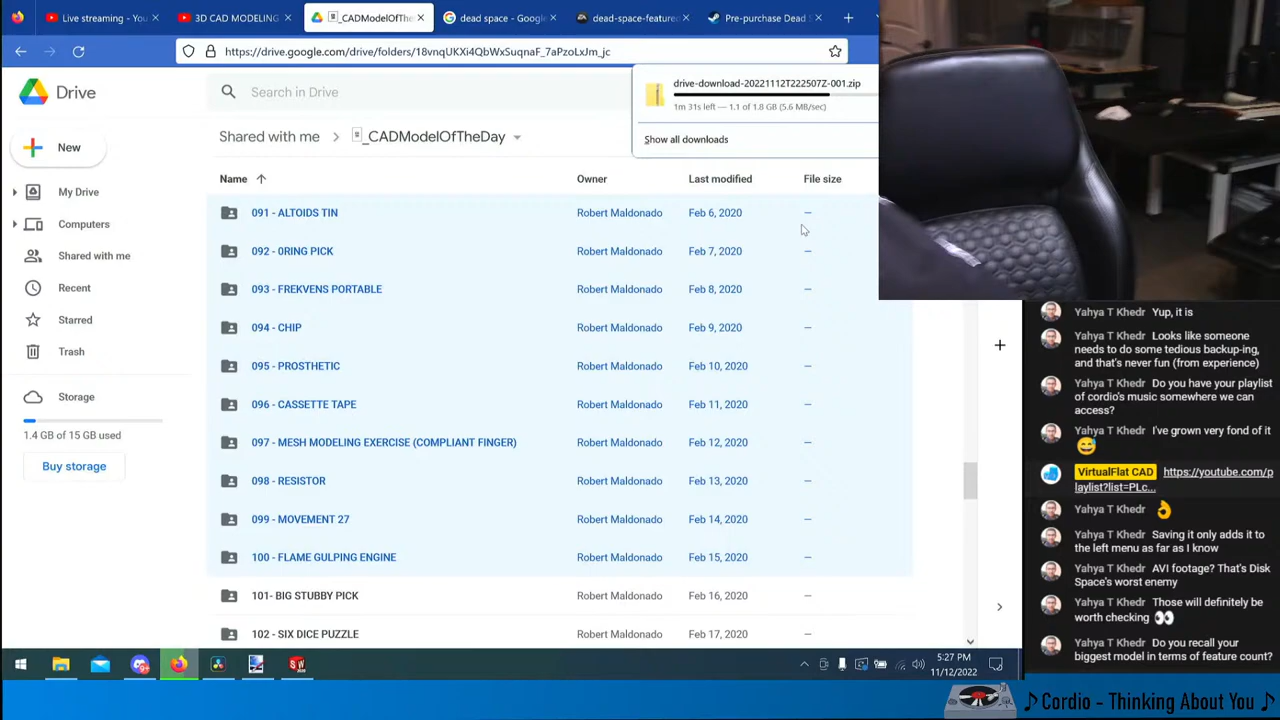 Live streaming - You
3D CAD MODELING
_CADModelOfThe
dead space - Google
dead-space-feature
Pre-purchase Dead
https://drive.google.com/drive/folders/18vnqUKXi4QbWxSuqnaF_7aPzoLxJm_jc
drive-download-20221112T222507Z-001.zip
1m 31s left — 1.1 of 1.8 GB (5.6 MB/sec)
Show all downloads
Drive
Search in Drive
Shared with me
_CADModelOfTheDay
New
My Drive
Computers
Shared with me
Recent
Starred
Trash
Storage
1.4 GB of 15 GB used
Buy storage
Name Owner Last modified File size
091 - ALTOIDS TIN Robert Maldonado Feb 6, 2020 —
092 - 0RING PICK Robert Maldonado Feb 7, 2020 —
093 - FREKVENS PORTABLE Robert Maldonado Feb 8, 2020 —
094 - CHIP Robert Maldonado Feb 9, 2020 —
095 - PROSTHETIC Robert Maldonado Feb 10, 2020 —
096 - CASSETTE TAPE Robert Maldonado Feb 11, 2020 —
097 - MESH MODELING EXERCISE (COMPLIANT FINGER) Robert Maldonado Feb 12, 2020 —
098 - RESISTOR Robert Maldonado Feb 13, 2020 —
099 - MOVEMENT 27 Robert Maldonado Feb 14, 2020 —
100 - FLAME GULPING ENGINE Robert Maldonado Feb 15, 2020 —
101- BIG STUBBY PICK Robert Maldonado Feb 16, 2020 —
102 - SIX DICE PUZZLE Robert Maldonado Feb 17, 2020 —
Yahya T Khedr Yup, it is
Yahya T Khedr Looks like someone
needs to do some tedious backup-ing,
and that's never fun (from experience)
Yahya T Khedr Do you have your playlist
of cordio's music somewhere we can
access?
Yahya T Khedr I've grown very fond of it
😅
VirtualFlat CAD https://youtube.com/p
laylist?list=PLc...
Yahya T Khedr 👌
Yahya T Khedr Saving it only adds it to
the left menu as far as I know
Yahya T Khedr AVI footage? That's Disk
Space's worst enemy
Yahya T Khedr Those will definitely be
worth checking 👀
Yahya T Khedr Do you recall your
biggest model in terms of feature count?
5:27 PM
11/12/2022
♪ Cordio - Thinking About You ♪